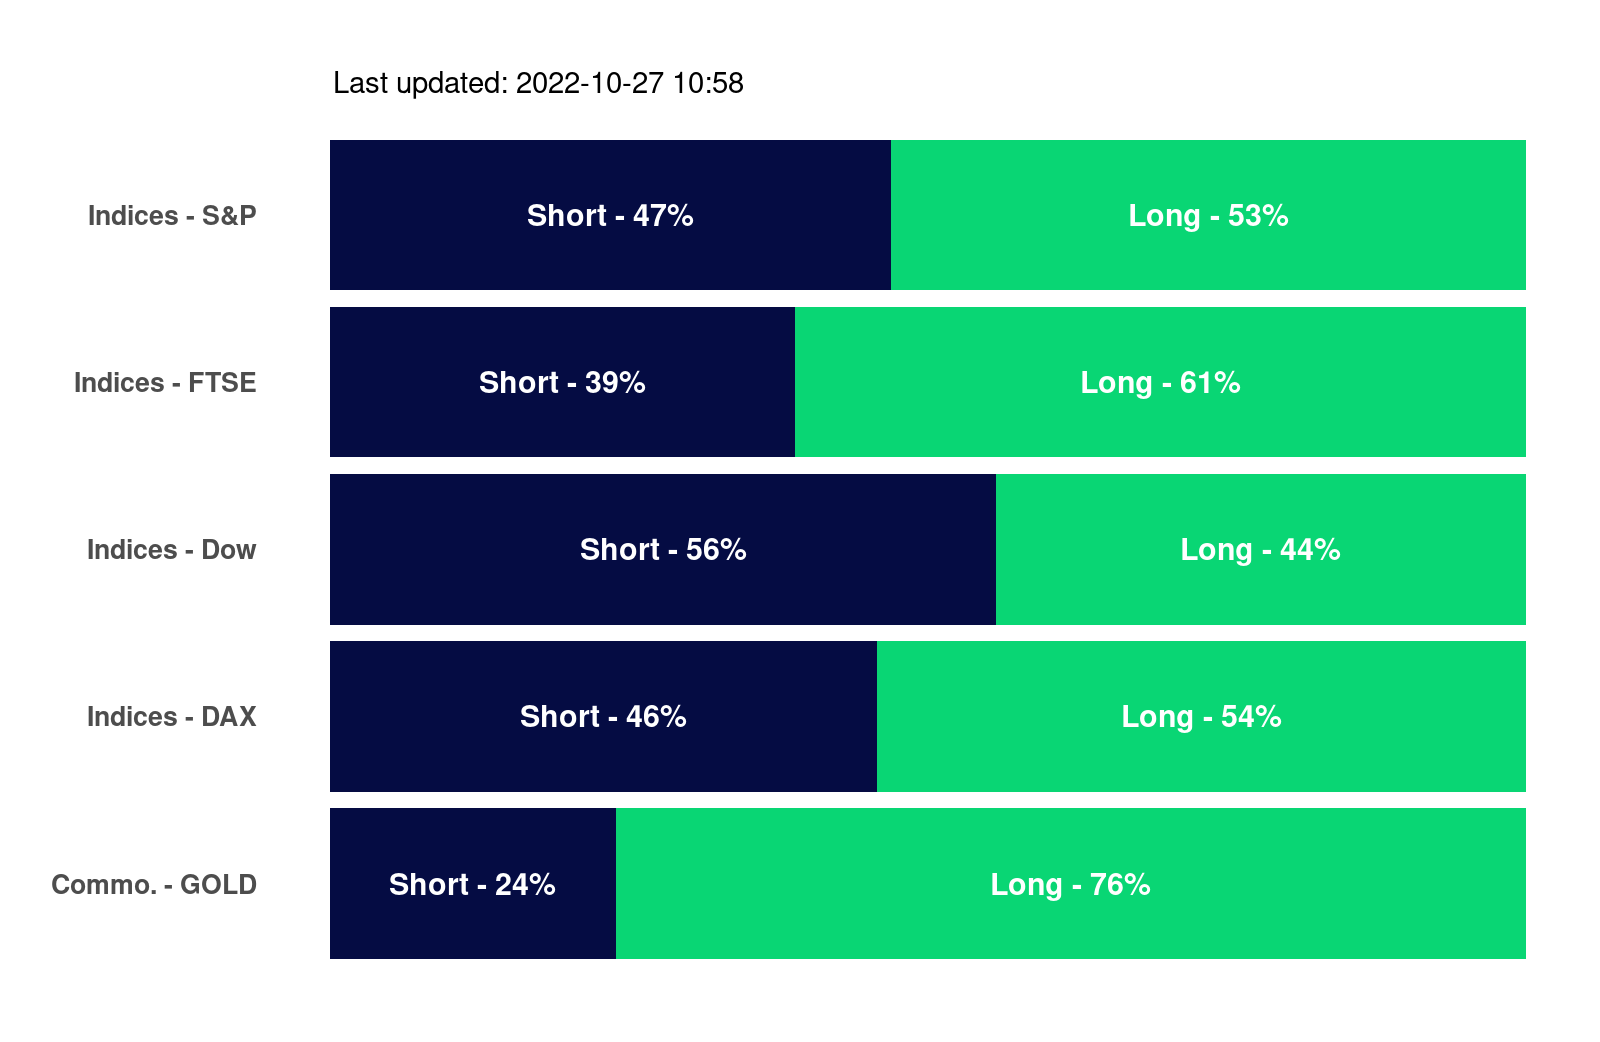 Last updated: 2022-10-27 10:58
Indices - S&P Short - 47% Long - 53%
Indices - FTSE Short - 39% Long - 61%
Indices - Dow Short - 56% Long - 44%
Indices - DAX Short - 46% Long - 54%
Commo. - GOLD Short - 24% Long - 76%